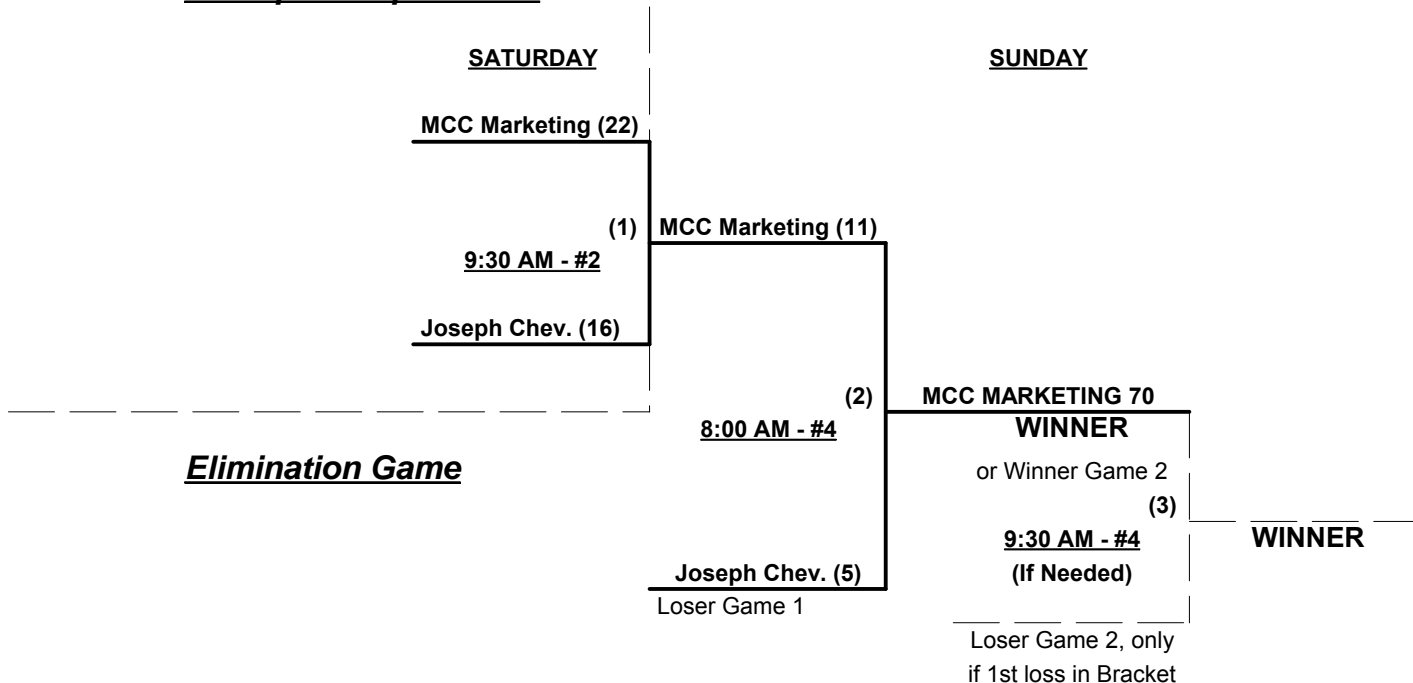 SATURDAY
SUNDAY
MCC Marketing (22)
(1)
MCC Marketing (11)
9:30 AM - #2
Joseph Chev. (16)
(2)
MCC MARKETING 70
8:00 AM - #4
WINNER
Elimination Game
or Winner Game 2
(3)
9:30 AM - #4
WINNER
(If Needed)
Joseph Chev. (5)
Loser Game 1
Loser Game 2, only
if 1st loss in Bracket